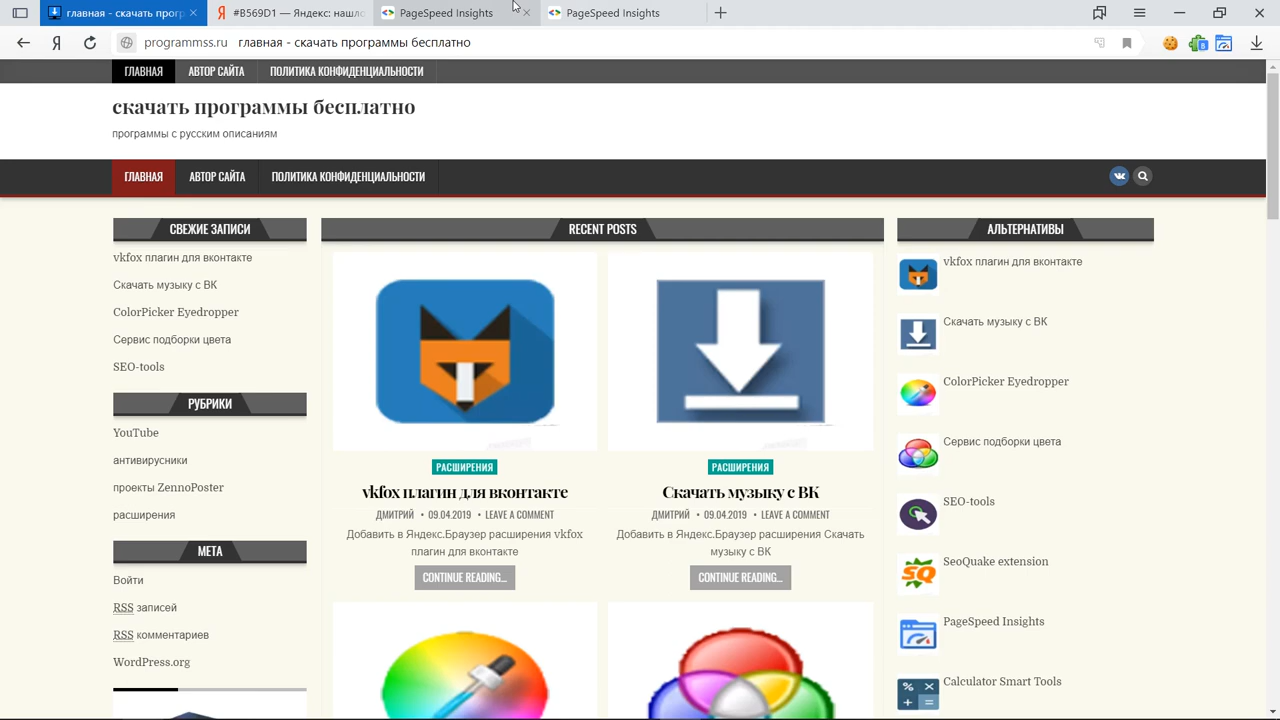 главная - скачать прогр
#B569D1 — Яндекс: нашло
PageSpeed Insights
PageSpeed Insights
Я
programmss.ru главная - скачать программы бесплатно
ГЛАВНАЯ АВТОР САЙТА ПОЛИТИКА КОНФИДЕНЦИАЛЬНОСТИ
скачать программы бесплатно
программы с русским описаниям
ГЛАВНАЯ АВТОР САЙТА ПОЛИТИКА КОНФИДЕНЦИАЛЬНОСТИ
СВЕЖИЕ ЗАПИСИ
vkfox плагин для вконтакте
Скачать музыку с ВК
ColorPicker Eyedropper
Сервис подборки цвета
SEO-tools
РУБРИКИ
YouTube
антивирусники
проекты ZennoPoster
расширения
МЕТА
Войти
RSS записей
RSS комментариев
WordPress.org
RECENT POSTS
РАСШИРЕНИЯ
vkfox плагин для вконтакте
ДМИТРИЙ • 09.04.2019 • LEAVE A COMMENT
Добавить в Яндекс.Браузер расширения vkfox
плагин для вконтакте
CONTINUE READING...
РАСШИРЕНИЯ
Скачать музыку с ВК
ДМИТРИЙ • 09.04.2019 • LEAVE A COMMENT
Добавить в Яндекс.Браузер расширения Скачать
музыку с ВК
CONTINUE READING...
АЛЬТЕРНАТИВЫ
vkfox плагин для вконтакте
Скачать музыку с ВК
ColorPicker Eyedropper
Сервис подборки цвета
SEO-tools
SeoQuake extension
PageSpeed Insights
Calculator Smart Tools